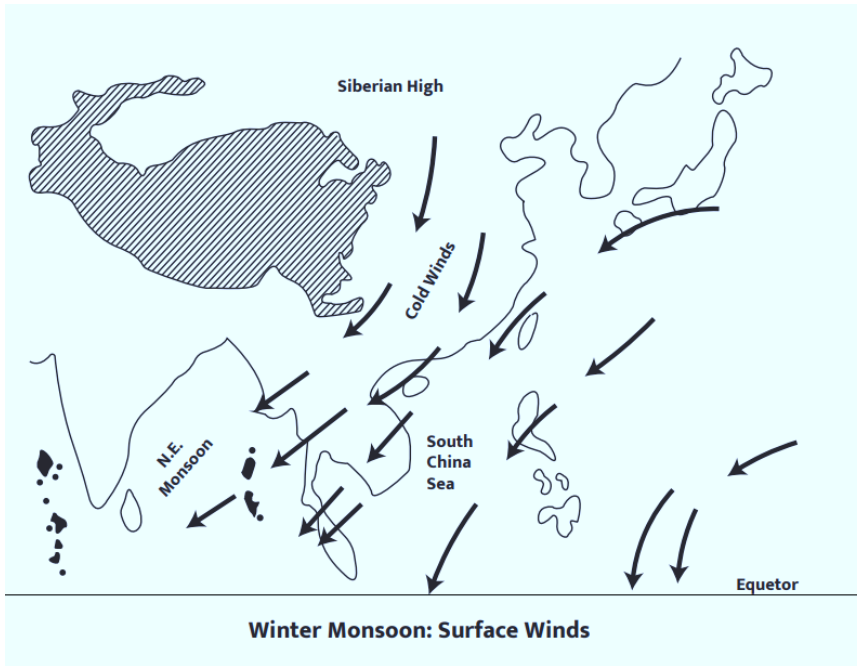 Siberian High
Cold Winds
N.E.
Monsoon
South
China
Sea
Equetor
Winter Monsoon: Surface Winds